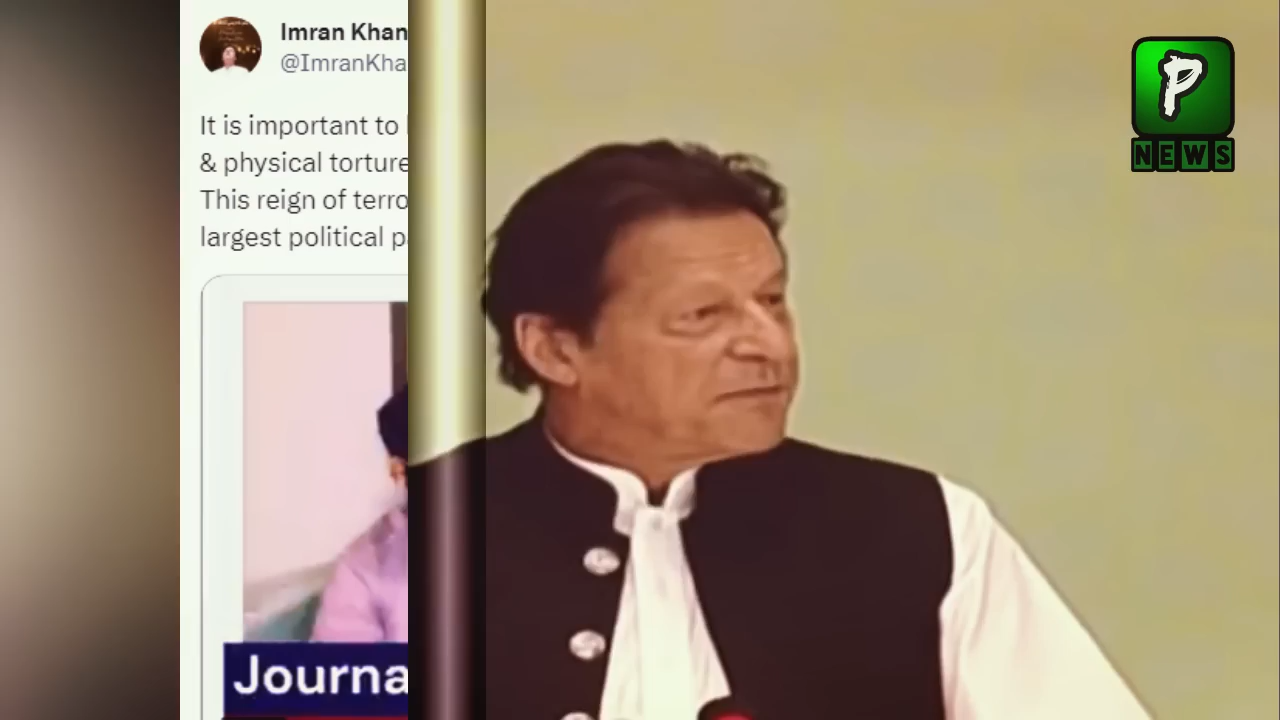 Imran Khan
@ImranKha
It is important to
& physical torture
This reign of terro
largest political p
Journa
P
NEWS